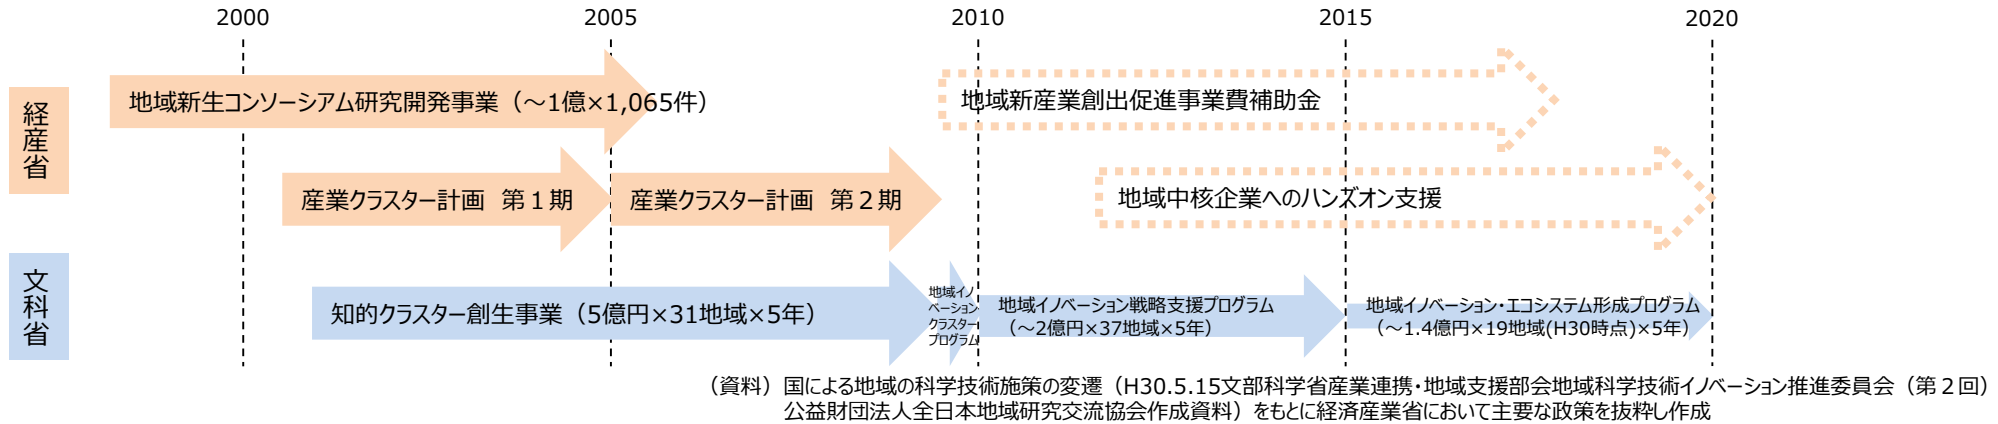 2000
2005
2010
2015
2020
経産省
地域新生コンソーシアム研究開発事業（～1億×1,065件）
地域新産業創出促進事業費補助金
産業クラスター計画　第１期
産業クラスター計画　第２期
地域中核企業へのハンズオン支援
文科省
知的クラスター創生事業（5億円×31地域×5年）
地域イノ
ベーション
クラスター
プログラム
地域イノベーション戦略支援プログラム
（～2億円×37地域×5年）
地域イノベーション・エコシステム形成プログラム
（～1.4億円×19地域(H30時点)×5年）
（資料）国による地域の科学技術施策の変遷（H30.5.15文部科学省産業連携・地域支援部会地域科学技術イノベーション推進委員会（第２回）
公益財団法人全日本地域研究交流協会作成資料）をもとに経済産業省において主要な政策を抜粋し作成